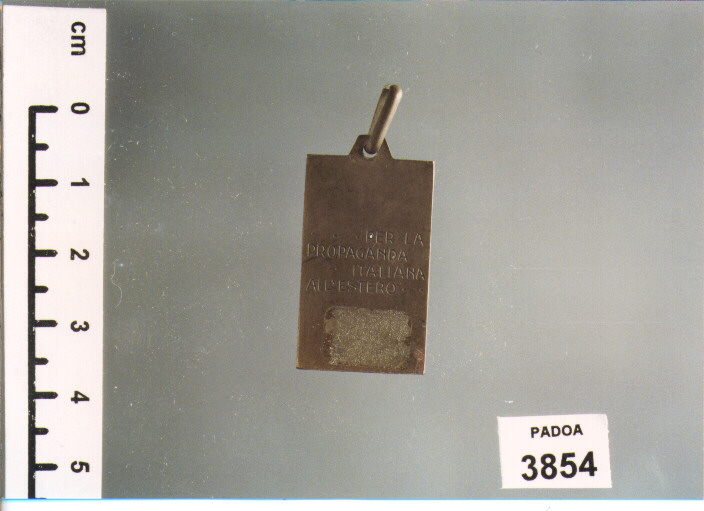 cm
0
1
2
3
4
5
PER LA
PROPAGANDA
ITALIANA
ALL'ESTERO
PADOA
3854